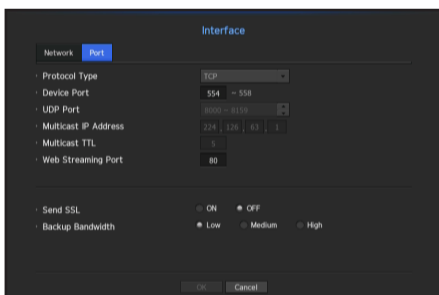 Interface
Network Port
Protocol Type TCP
Device Port 554 ~ 558
UDP Port 8000 ~ 8159
Multicast IP Address 224 . 126 . 63 . 1
Multicast TTL 5
Web Streaming Port 80
Send SSL ON OFF
Backup Bandwidth Low Medium High
OK Cancel